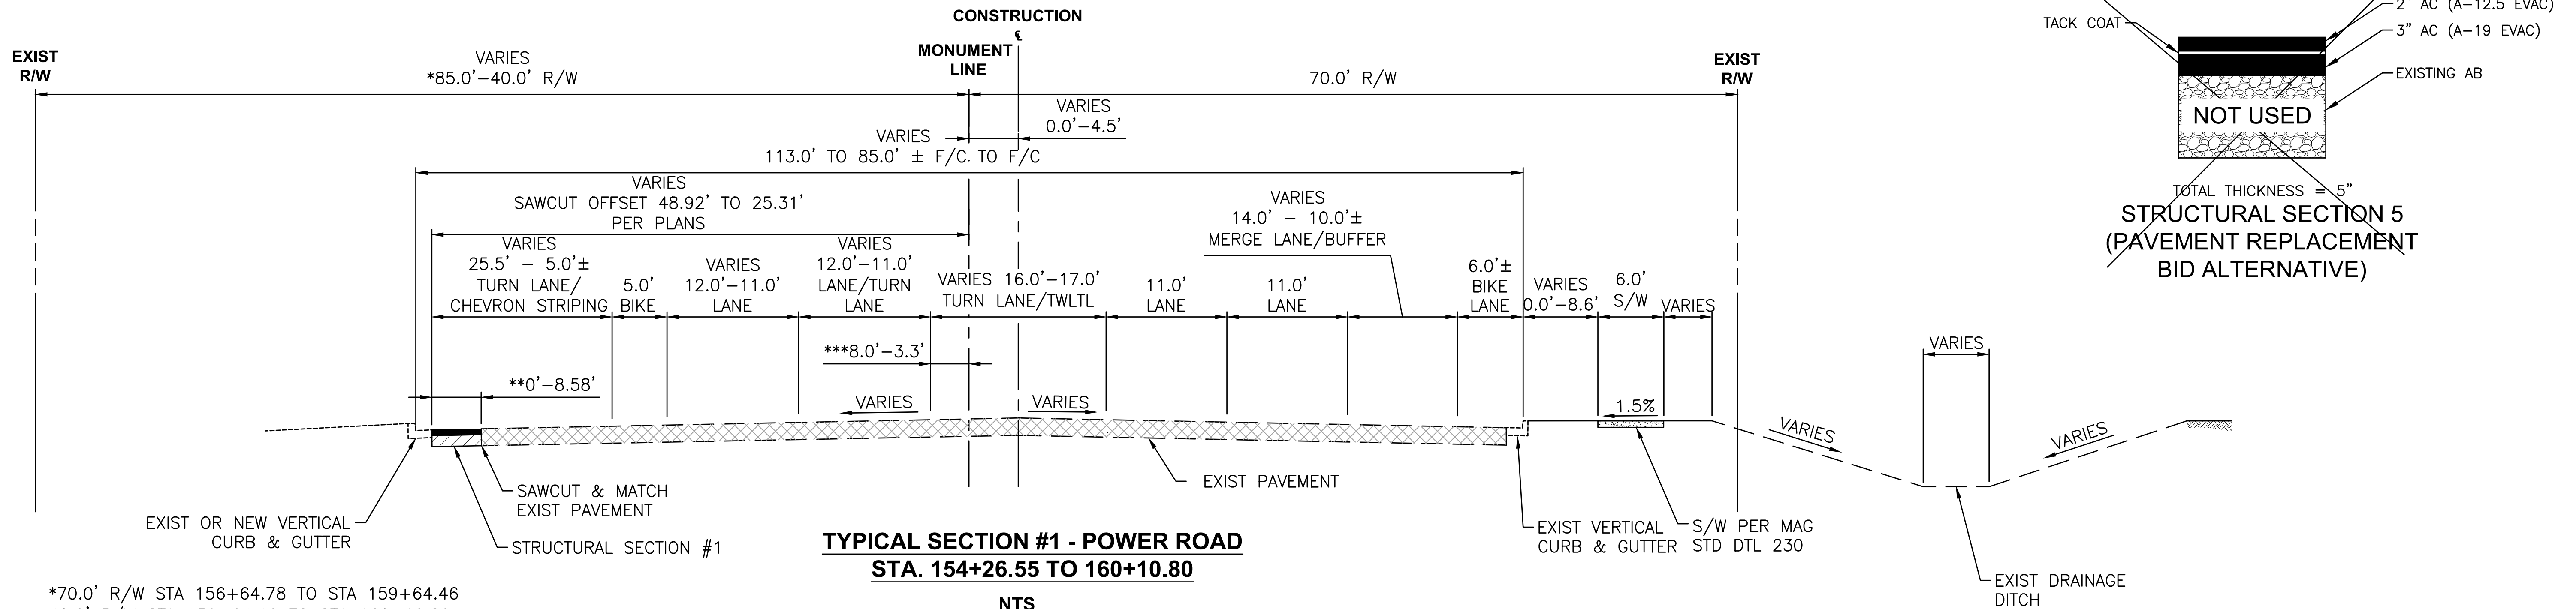 CONSTRUCTION
℄
MONUMENT
LINE
EXIST
R/W
VARIES
*85.0'-40.0' R/W
70.0' R/W
EXIST
R/W
VARIES
0.0'-4.5'
VARIES
113.0' TO 85.0' ± F/C TO F/C
VARIES
SAWCUT OFFSET 48.92' TO 25.31'
PER PLANS
VARIES
14.0' - 10.0'±
MERGE LANE/BUFFER
VARIES
25.5' - 5.0'±
TURN LANE/
CHEVRON STRIPING
5.0'
BIKE
VARIES
12.0'-11.0'
LANE
VARIES
12.0'-11.0'
LANE/TURN
LANE
VARIES 16.0'-17.0'
TURN LANE/TWLTL
11.0'
LANE
11.0'
LANE
6.0'±
BIKE
LANE
VARIES
0.0'-8.6'
6.0'
S/W
VARIES
***8.0'-3.3'
**0'-8.58'
VARIES
VARIES
1.5%
VARIES
VARIES
VARIES
SAWCUT & MATCH
EXIST PAVEMENT
EXIST OR NEW VERTICAL
CURB & GUTTER
STRUCTURAL SECTION #1
EXIST PAVEMENT
EXIST VERTICAL
CURB & GUTTER
S/W PER MAG
STD DTL 230
EXIST DRAINAGE
DITCH
TYPICAL SECTION #1 - POWER ROAD
STA. 154+26.55 TO 160+10.80
NTS
*70.0' R/W STA 156+64.78 TO STA 159+64.46
TACK COAT
2" AC (A-12.5 EVAC)
3" AC (A-19 EVAC)
EXISTING AB
NOT USED
TOTAL THICKNESS = 5"
STRUCTURAL SECTION 5
(PAVEMENT REPLACEMENT
BID ALTERNATIVE)